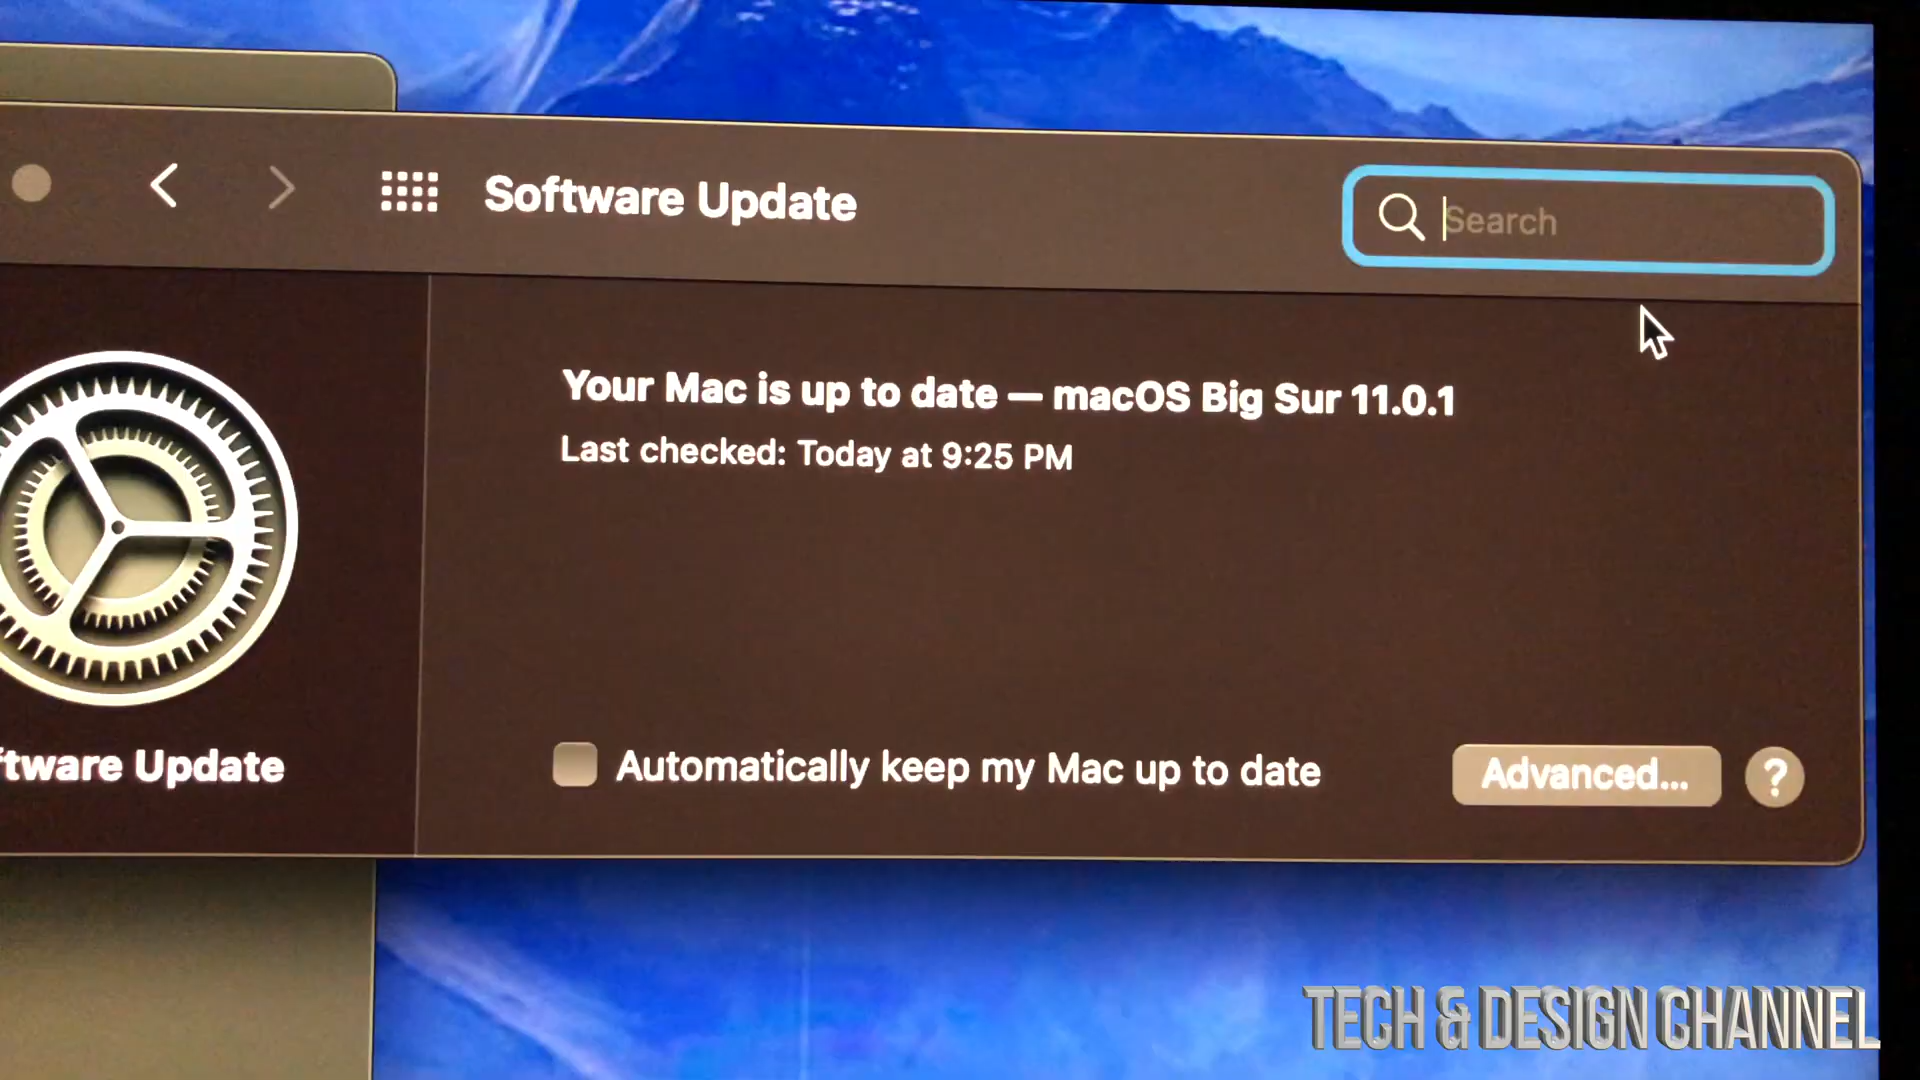 Software Update
Search
Your Mac is up to date — macOS Big Sur 11.0.1
Last checked: Today at 9:25 PM
ftware Update
Automatically keep my Mac up to date
Advanced...
?
TECH & DESIGN CHANNEL